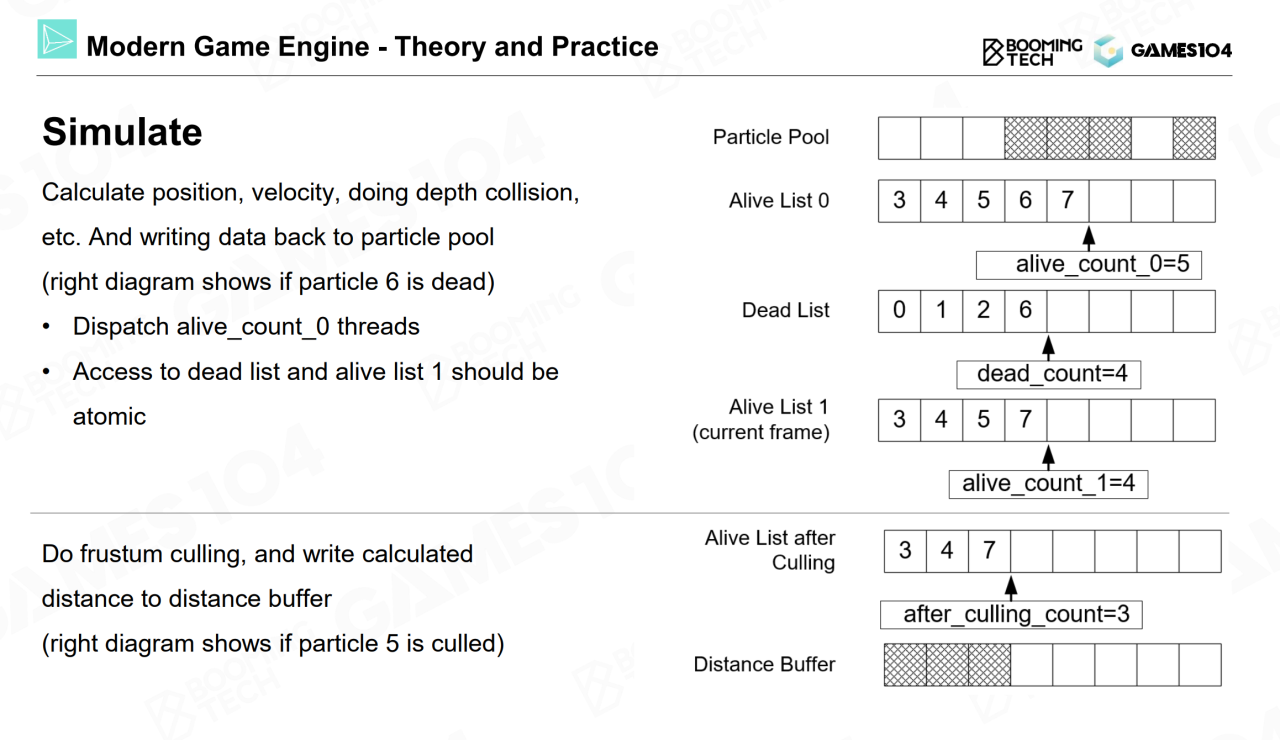 Modern Game Engine - Theory and Practice
BOOMING TECH
GAMES104
Simulate
Calculate position, velocity, doing depth collision,
etc. And writing data back to particle pool
(right diagram shows if particle 6 is dead)
• Dispatch alive_count_0 threads
• Access to dead list and alive list 1 should be
atomic
Particle Pool
Alive List 0
3 4 5 6 7
alive_count_0=5
Dead List
0 1 2 6
dead_count=4
Alive List 1
(current frame)
3 4 5 7
alive_count_1=4
Do frustum culling, and write calculated
distance to distance buffer
(right diagram shows if particle 5 is culled)
Alive List after
Culling
3 4 7
after_culling_count=3
Distance Buffer